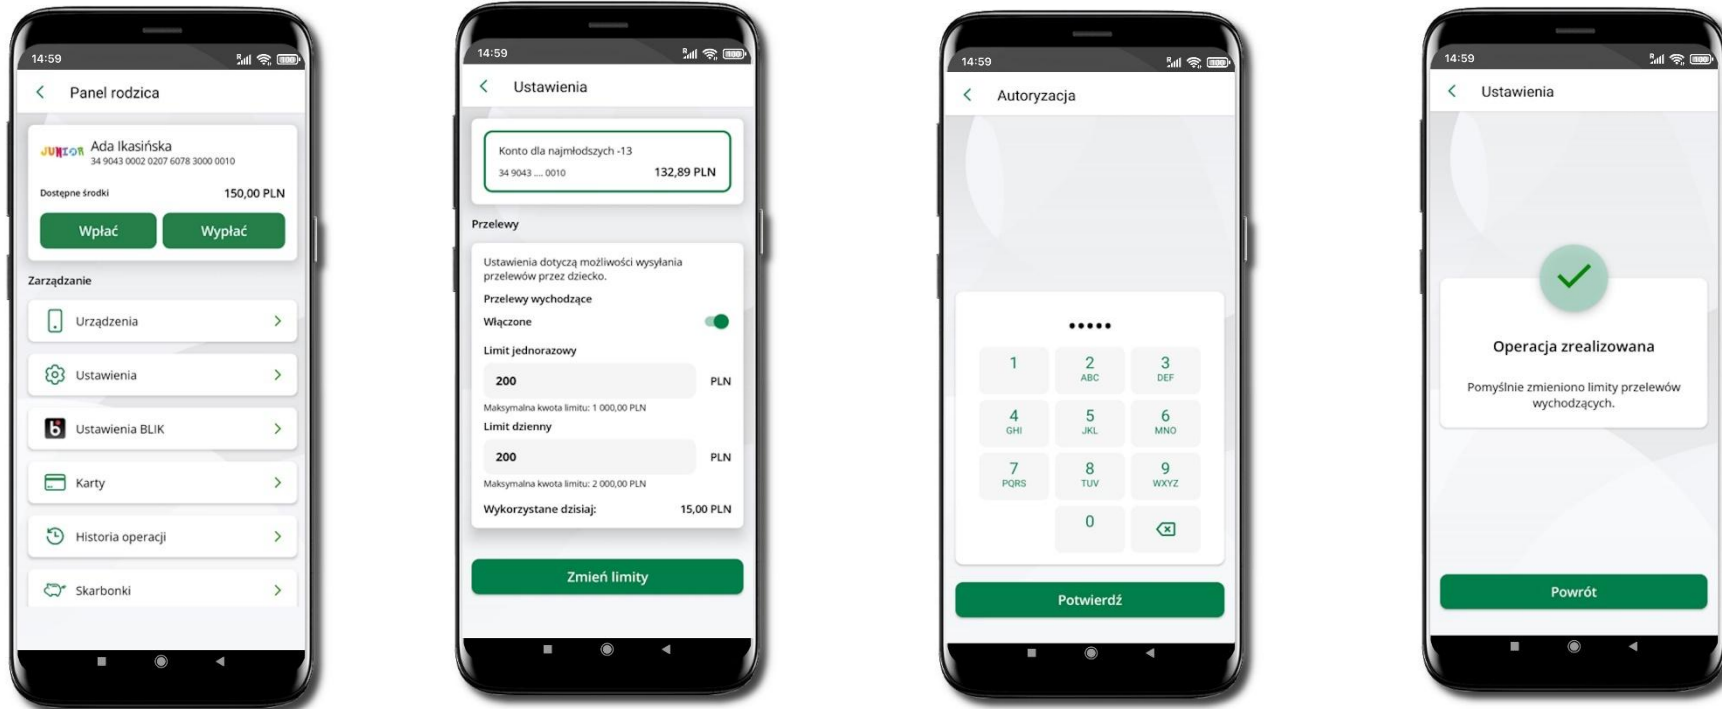 14:59
Panel rodzica
JUNIOR Ada Ikasińska
34 9043 0002 0207 6078 3000 0010
Dostępne środki 150,00 PLN
Wpłać Wypłać
Zarządzanie
Urządzenia
Ustawienia
Ustawienia BLIK
Karty
Historia operacji
Skarbonki
14:59
Ustawienia
Konto dla najmłodszych -13
34 9043 .... 0010 132,89 PLN
Przelewy
Ustawienia dotyczą możliwości wysyłania
przelewów przez dziecko.
Przelewy wychodzące
Włączone
Limit jednorazowy
200 PLN
Maksymalna kwota limitu: 1 000,00 PLN
Limit dzienny
200 PLN
Maksymalna kwota limitu: 2 000,00 PLN
Wykorzystane dzisiaj: 15,00 PLN
Zmień limity
14:59
Autoryzacja
•••••
1 2 3
ABC DEF
4 5 6
GHI JKL MNO
7 8 9
PQRS TUV WXYZ
0
Potwierdź
14:59
Ustawienia
Operacja zrealizowana
Pomyślnie zmieniono limity przelewów
wychodzących.
Powrót